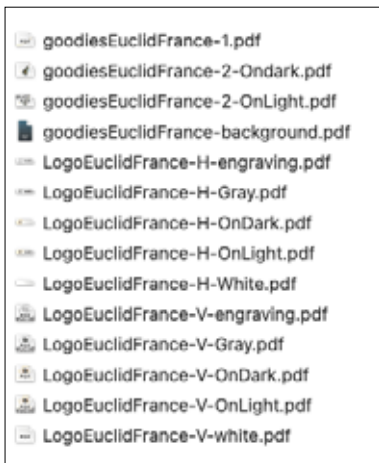 goodiesEuclidFrance-1.pdf
goodiesEuclidFrance-2-Ondark.pdf
goodiesEuclidFrance-2-OnLight.pdf
goodiesEuclidFrance-background.pdf
LogoEuclidFrance-H-engraving.pdf
LogoEuclidFrance-H-Gray.pdf
LogoEuclidFrance-H-OnDark.pdf
LogoEuclidFrance-H-OnLight.pdf
LogoEuclidFrance-H-White.pdf
LogoEuclidFrance-V-engraving.pdf
LogoEuclidFrance-V-Gray.pdf
LogoEuclidFrance-V-OnDark.pdf
LogoEuclidFrance-V-OnLight.pdf
LogoEuclidFrance-V-white.pdf